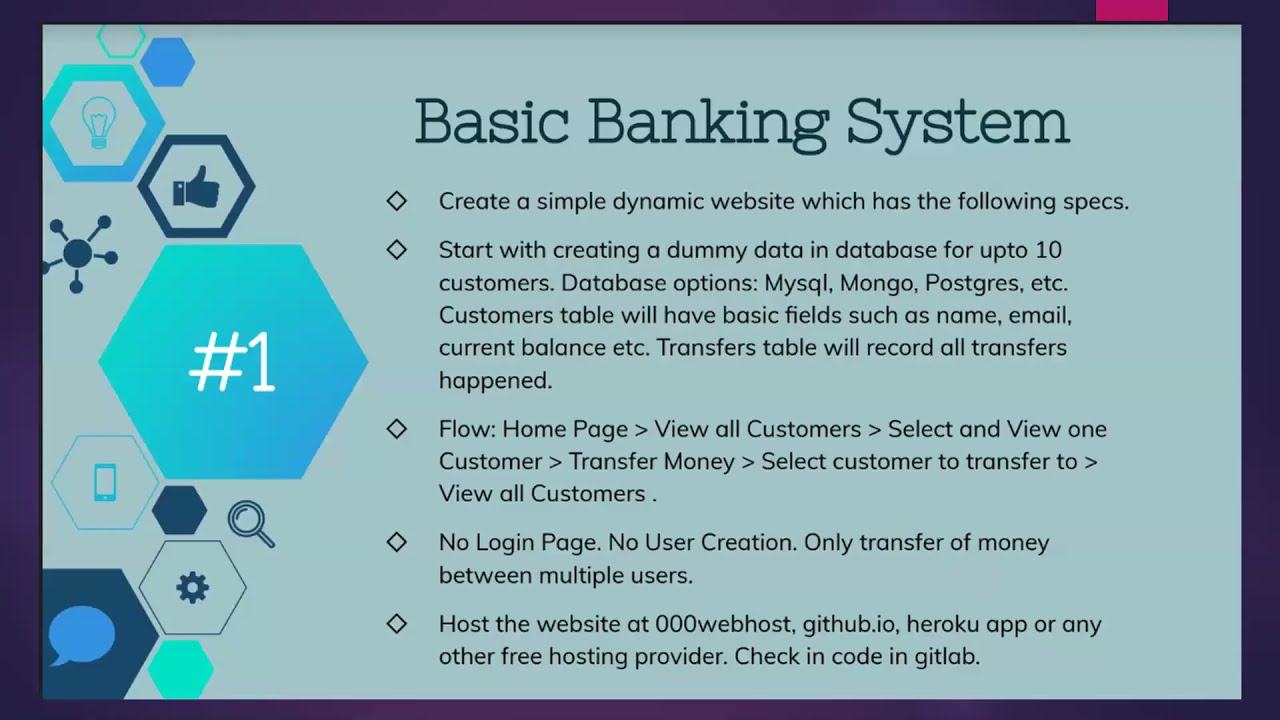 Basic Banking System
#1
Create a simple dynamic website which has the following specs.
Start with creating a dummy data in database for upto 10
customers. Database options: Mysql, Mongo, Postgres, etc.
Customers table will have basic fields such as name, email,
current balance etc. Transfers table will record all transfers
happened.
Flow: Home Page > View all Customers > Select and View one
Customer > Transfer Money > Select customer to transfer to >
View all Customers .
No Login Page. No User Creation. Only transfer of money
between multiple users.
Host the website at 000webhost, github.io, heroku app or any
other free hosting provider. Check in code in gitlab.